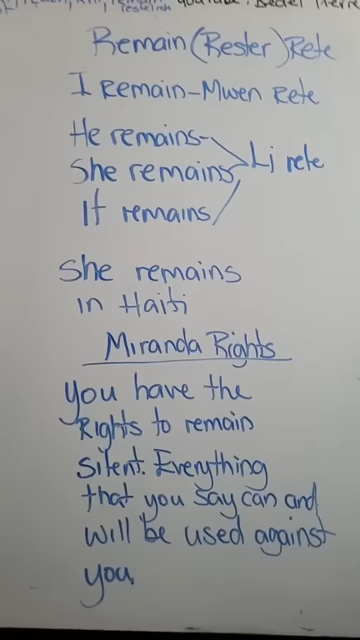 Remain (Rester) Rete
I Remain - Mwen Rete
He remains -
She remains Li rete
It remains
She remains
in Haiti
Miranda Rights
You have the
Rights to remain
Silent. Everything
that you say can and
will be used against
you.